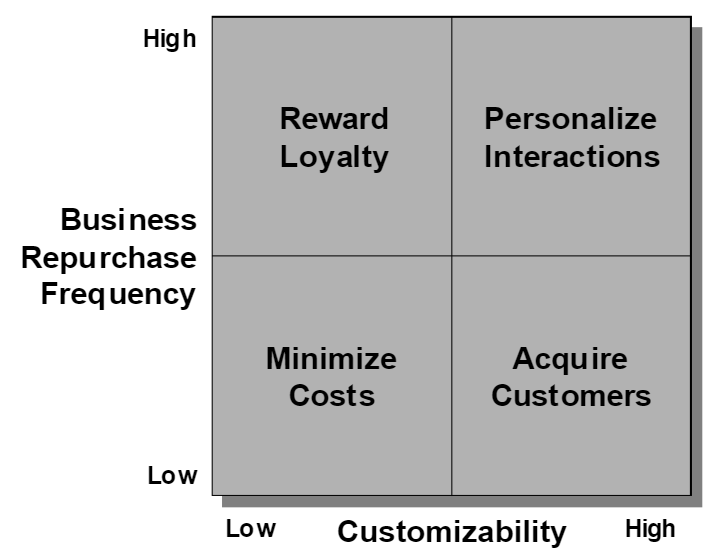 High
Reward
Loyalty
Personalize
Interactions
Business
Repurchase
Frequency
Minimize
Costs
Acquire
Customers
Low
Low
Customizability
High